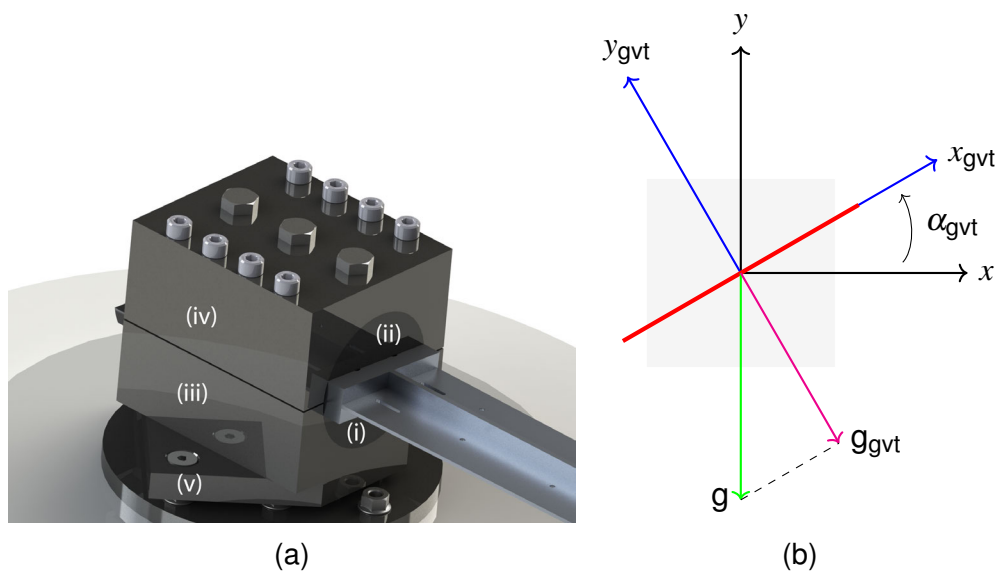 (iv)
(ii)
(iii)
(i)
(v)
(a)
y
y_gvt
x_gvt
α_gvt
x
g_gvt
g
(b)